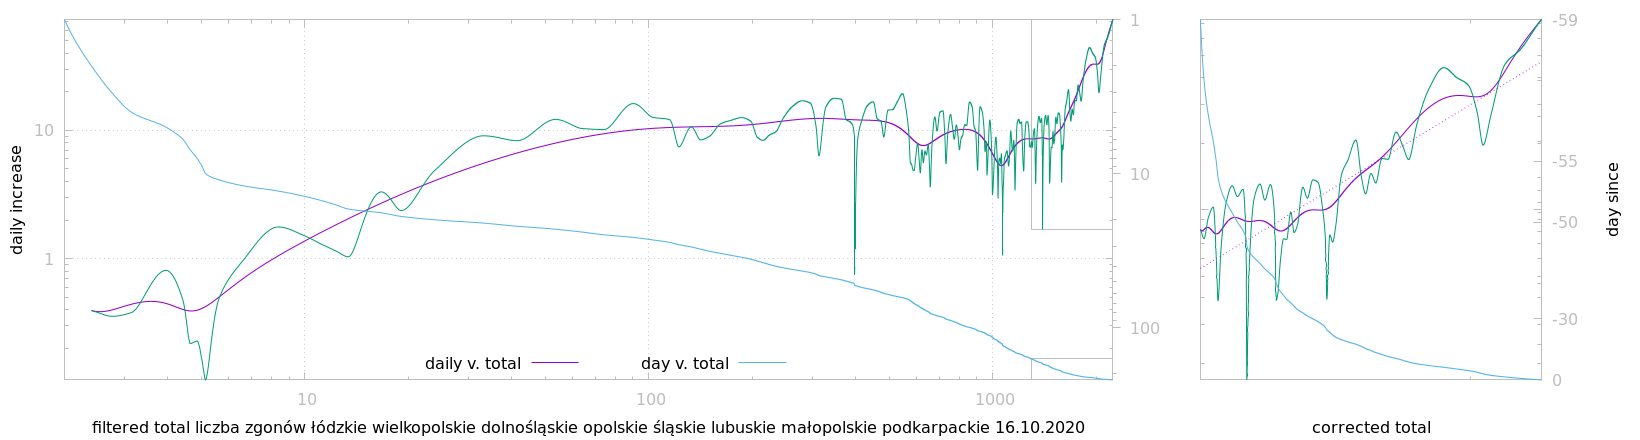 1
-59
10
daily increase
-55
10
-50
day since
1
-30
100
daily v. total
day v. total
0
10
100
1000
filtered total liczba zgonów łódzkie wielkopolskie dolnośląskie opolskie śląskie lubuskie małopolskie podkarpackie 16.10.2020
corrected total